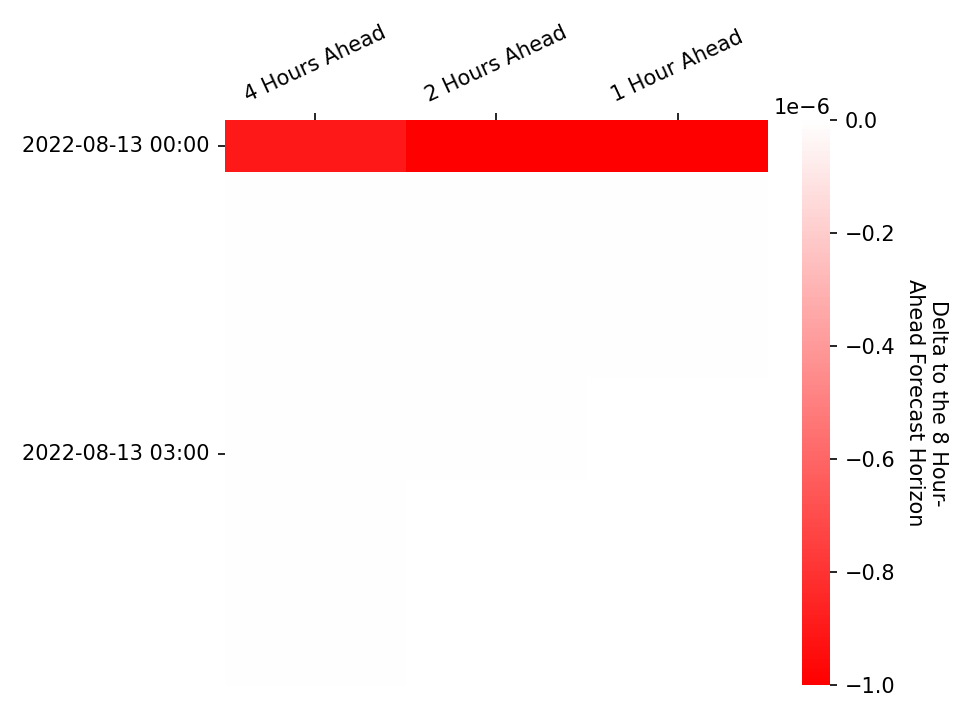 4 Hours Ahead
2 Hours Ahead
1 Hour Ahead
1e−6
2022-08-13 00:00
2022-08-13 03:00
0.0
−0.2
−0.4
−0.6
−0.8
−1.0
Delta to the 8 Hour-
Ahead Forecast Horizon